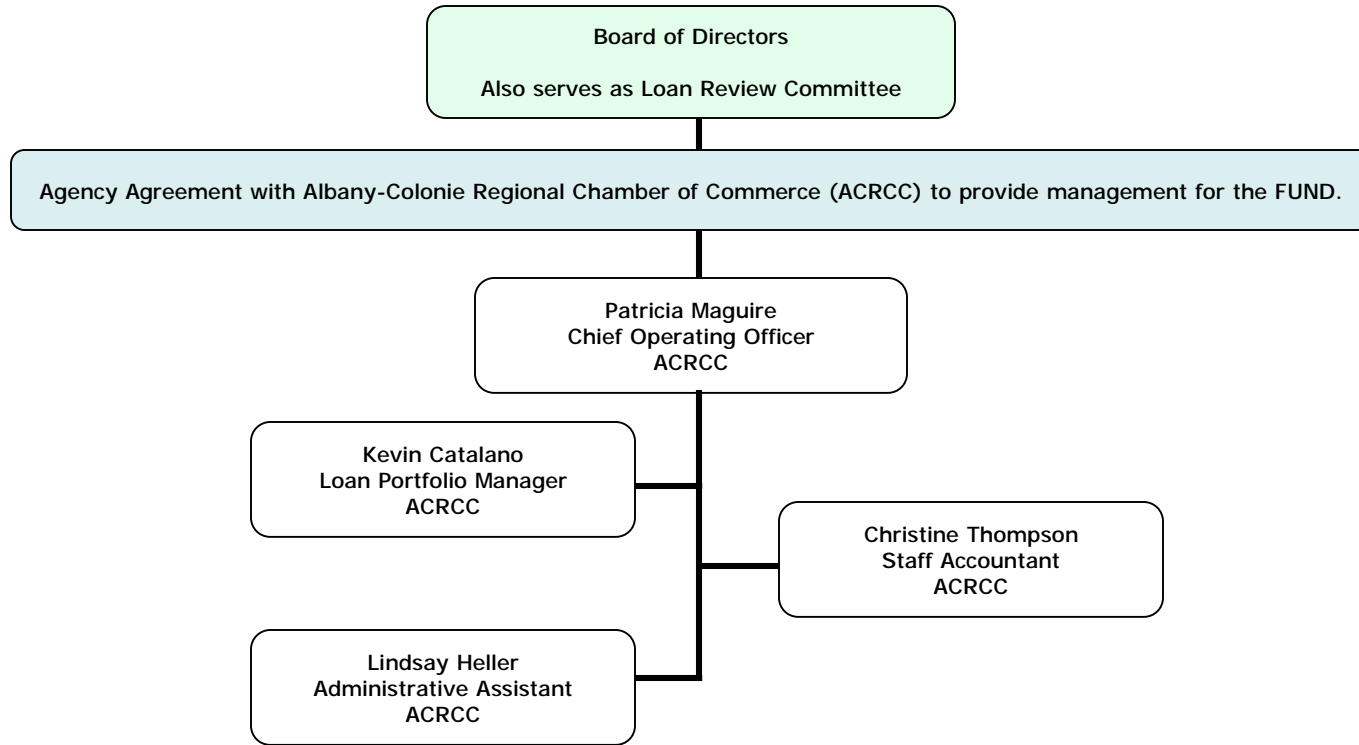 Board of Directors
Also serves as Loan Review Committee
Agency Agreement with Albany-Colonie Regional Chamber of Commerce (ACRCC) to provide management for the FUND.
Patricia Maguire
Chief Operating Officer
ACRCC
Kevin Catalano
Loan Portfolio Manager
ACRCC
Christine Thompson
Staff Accountant
ACRCC
Lindsay Heller
Administrative Assistant
ACRCC